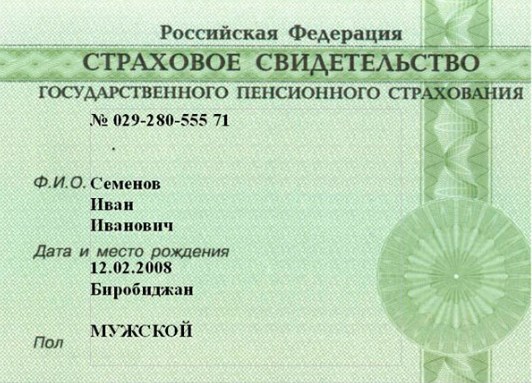 Российская Федерация
СТРАХОВОЕ СВИДЕТЕЛЬСТВО
ГОСУДАРСТВЕННОГО ПЕНСИОННОГО СТРАХОВАНИЯ
№ 029-280-555 71
Ф.И.О. Семенов
Иван
Иванович
Дата и место рождения
12.02.2008
Биробиджан
Пол МУЖСКОЙ